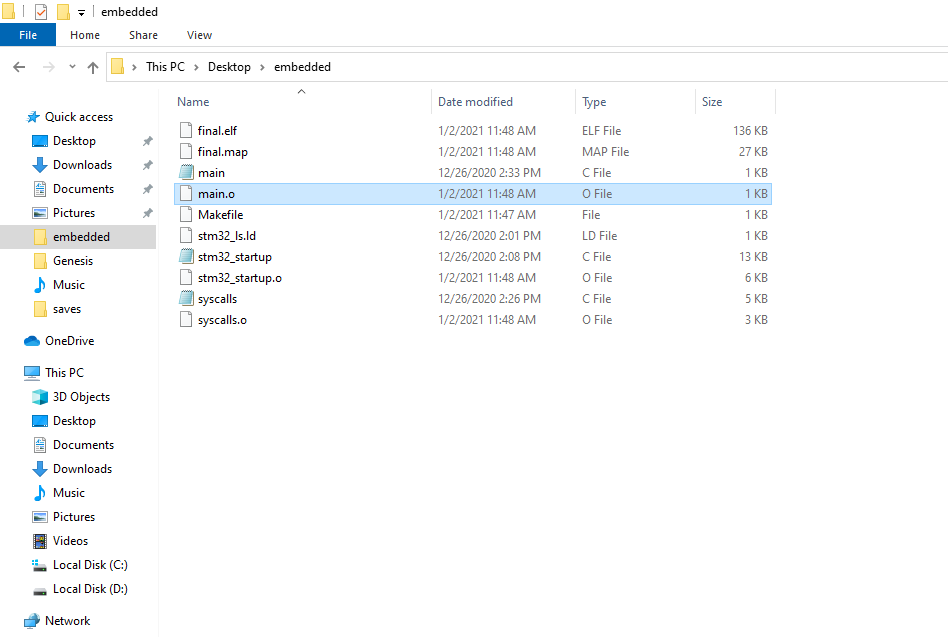 embedded
File Home Share View
This PC Desktop embedded
Name Date modified Type Size
Quick access
Desktop
Downloads
Documents
Pictures
embedded
Genesis
Music
saves
OneDrive
This PC
3D Objects
Desktop
Documents
Downloads
Music
Pictures
Videos
Local Disk (C:)
Local Disk (D:)
Network
final.elf 1/2/2021 11:48 AM ELF File 136 KB
final.map 1/2/2021 11:48 AM MAP File 27 KB
main 12/26/2020 2:33 PM C File 1 KB
main.o 1/2/2021 11:48 AM O File 1 KB
Makefile 1/2/2021 11:47 AM File 1 KB
stm32_ls.ld 12/26/2020 2:01 PM LD File 1 KB
stm32_startup 12/26/2020 2:08 PM C File 13 KB
stm32_startup.o 1/2/2021 11:48 AM O File 6 KB
syscalls 12/26/2020 2:26 PM C File 5 KB
syscalls.o 1/2/2021 11:48 AM O File 3 KB